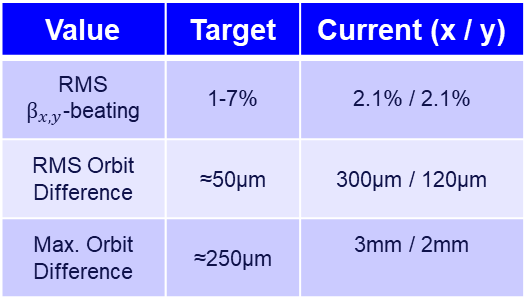 Value Target Current (x / y)
RMS
βx,y-beating 1-7% 2.1% / 2.1%
RMS Orbit
Difference ≈50μm 300μm / 120μm
Max. Orbit
Difference ≈250μm 3mm / 2mm